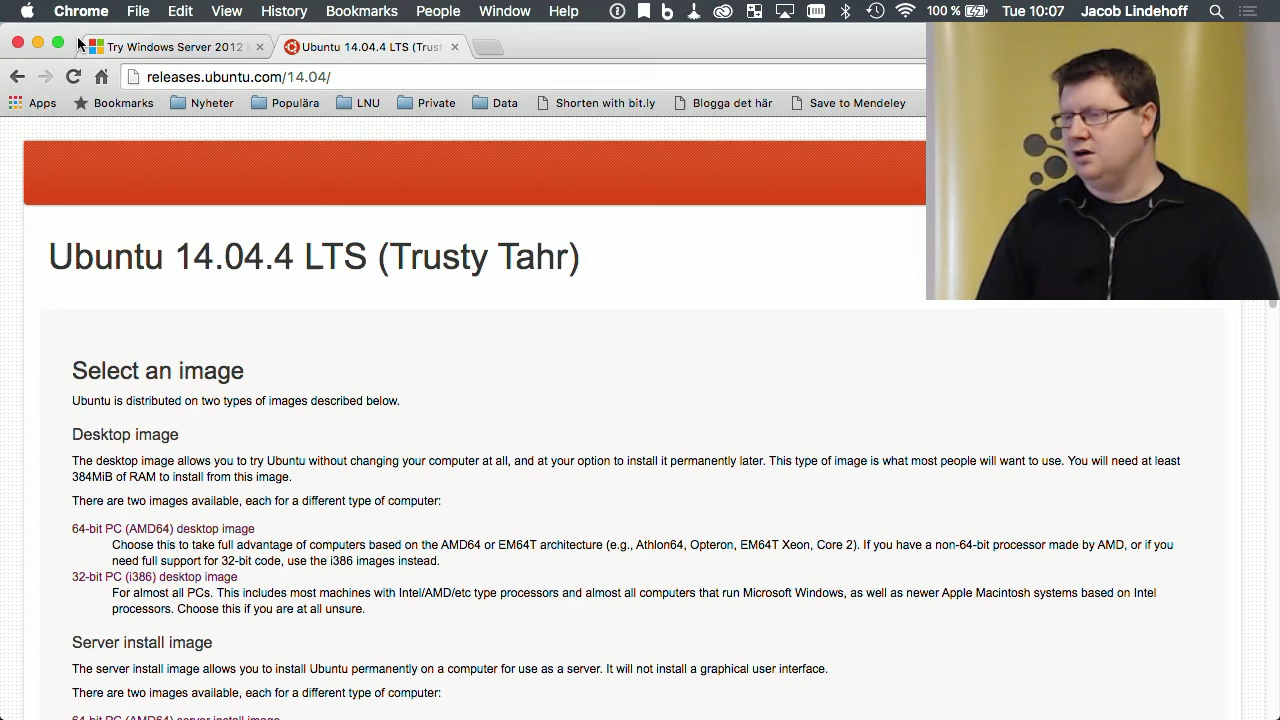 Chrome File Edit View History Bookmarks People Window Help 100 % Tue 10:07 Jacob Lindehoff
Try Windows Server 2012
Ubuntu 14.04.4 LTS (Trust
releases.ubuntu.com/14.04/
Apps Bookmarks Nyheter Populära LNU Privata Data Shorten with bit.ly Blogga det här Save to Mendeley
Ubuntu 14.04.4 LTS (Trusty Tahr)
Select an image
Ubuntu is distributed on two types of images described below.
Desktop image
The desktop image allows you to try Ubuntu without changing your computer at all, and at your option to install it permanently later. This type of image is what most people will want to use. You will need at least
384MiB of RAM to install from this image.
There are two images available, each for a different type of computer:
64-bit PC (AMD64) desktop image
Choose this to take full advantage of computers based on the AMD64 or EM64T architecture (e.g., Athlon64, Opteron, EM64T Xeon, Core 2). If you have a non-64-bit processor made by AMD, or if you
need full support for 32-bit code, use the i386 images instead.
32-bit PC (i386) desktop image
For almost all PCs. This includes most machines with Intel/AMD/etc type processors and almost all computers that run Microsoft Windows, as well as newer Apple Macintosh systems based on Intel
processors. Choose this if you are at all unsure.
Server install image
The server install image allows you to install Ubuntu permanently on a computer for use as a server. It will not install a graphical user interface.
There are two images available, each for a different type of computer:
64-bit PC (AMD64) server install image